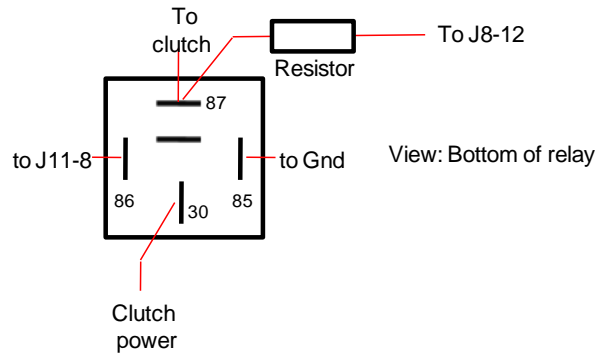 To
clutch
To J8-12
Resistor
87
to J11-8
to Gnd
View: Bottom of relay
86
30
85
Clutch
power